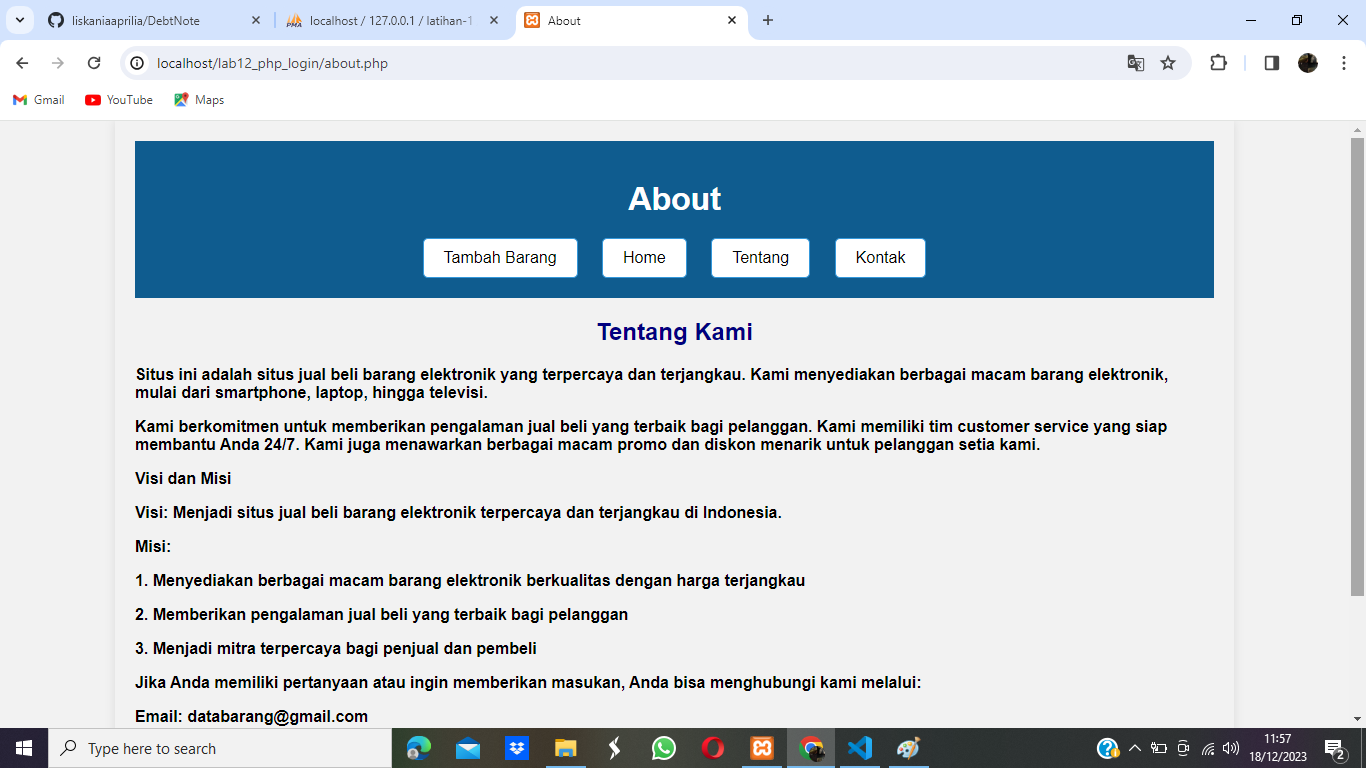 liskaniaaprilia/DebtNote
localhost / 127.0.0.1 / latihan-1
About
localhost/lab12_php_login/about.php
Gmail
YouTube
Maps
About
Tambah Barang
Home
Tentang
Kontak
Tentang Kami
Situs ini adalah situs jual beli barang elektronik yang terpercaya dan terjangkau. Kami menyediakan berbagai macam barang elektronik,
mulai dari smartphone, laptop, hingga televisi.
Kami berkomitmen untuk memberikan pengalaman jual beli yang terbaik bagi pelanggan. Kami memiliki tim customer service yang siap
membantu Anda 24/7. Kami juga menawarkan berbagai macam promo dan diskon menarik untuk pelanggan setia kami.
Visi dan Misi
Visi: Menjadi situs jual beli barang elektronik terpercaya dan terjangkau di Indonesia.
Misi:
1. Menyediakan berbagai macam barang elektronik berkualitas dengan harga terjangkau
2. Memberikan pengalaman jual beli yang terbaik bagi pelanggan
3. Menjadi mitra terpercaya bagi penjual dan pembeli
Jika Anda memiliki pertanyaan atau ingin memberikan masukan, Anda bisa menghubungi kami melalui:
Email: databarang@gmail.com
Type here to search
11:57
18/12/2023
2